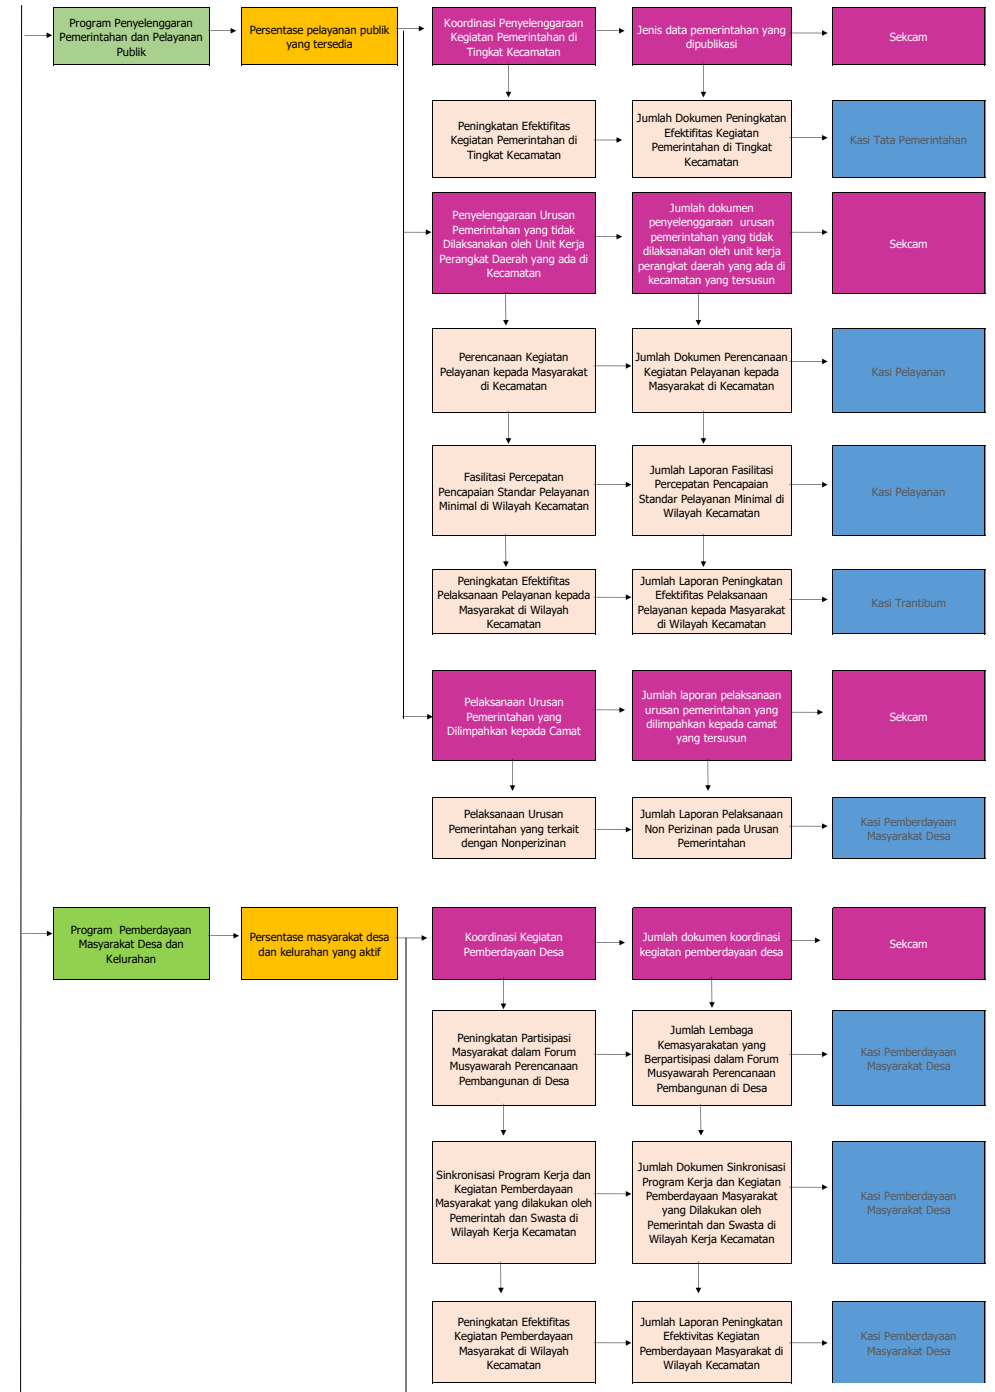 Program Penyelenggaran
Pemerintahan dan Pelayanan
Publik
Persentase pelayanan publik
yang tersedia
Koordinasi Penyelenggaraan
Kegiatan Pemerintahan di
Tingkat Kecamatan
Jenis data pemerintahan yang
dipublikasi
Sekcam
Peningkatan Efektifitas
Kegiatan Pemerintahan di
Tingkat Kecamatan
Jumlah Dokumen Peningkatan
Efektifitas Kegiatan
Pemerintahan di Tingkat
Kecamatan
Kasi Tata Pemerintahan
Penyelenggaraan Urusan
Pemerintahan yang tidak
Dilaksanakan oleh Unit Kerja
Perangkat Daerah yang ada di
Kecamatan
Jumlah dokumen
penyelenggaraan  urusan
pemerintahan yang tidak
dilaksanakan oleh unit kerja
perangkat daerah yang ada di
kecamatan yang tersusun
Sekcam
Perencanaan Kegiatan
Pelayanan kepada Masyarakat
di Kecamatan
Jumlah Dokumen Perencanaan
Kegiatan Pelayanan kepada
Masyarakat di Kecamatan
Kasi Pelayanan
Fasilitasi Percepatan
Pencapaian Standar Pelayanan
Minimal di Wilayah Kecamatan
Jumlah Laporan Fasilitasi
Percepatan Pencapaian
Standar Pelayanan Minimal di
Wilayah Kecamatan
Kasi Pelayanan
Peningkatan Efektifitas
Pelaksanaan Pelayanan kepada
Masyarakat di Wilayah
Kecamatan
Jumlah Laporan Peningkatan
Efektifitas Pelaksanaan
Pelayanan kepada Masyarakat
di Wilayah Kecamatan
Kasi Trantibum
Pelaksanaan Urusan
Pemerintahan yang
Dilimpahkan kepada Camat
Jumlah laporan pelaksanaan
urusan pemerintahan yang
dilimpahkan kepada camat
yang tersusun
Sekcam
Pelaksanaan Urusan
Pemerintahan yang terkait
dengan Nonperizinan
Jumlah Laporan Pelaksanaan
Non Perizinan pada Urusan
Pemerintahan
Kasi Pemberdayaan
Masyarakat Desa
Program  Pemberdayaan
Masyarakat Desa dan
Kelurahan
Persentase masyarakat desa
dan kelurahan yang aktif
Koordinasi Kegiatan
Pemberdayaan Desa
Jumlah dokumen koordinasi
kegiatan pemberdayaan desa
Sekcam
Peningkatan Partisipasi
Masyarakat dalam Forum
Musyawarah Perencanaan
Pembangunan di Desa
Jumlah Lembaga
Kemasyarakatan yang
Berpartisipasi dalam Forum
Musyawarah Perencanaan
Pembangunan di Desa
Kasi Pemberdayaan
Masyarakat Desa
Sinkronisasi Program Kerja dan
Kegiatan Pemberdayaan
Masyarakat yang dilakukan oleh
Pemerintah dan Swasta di
Wilayah Kerja Kecamatan
Jumlah Dokumen Sinkronisasi
Program Kerja dan Kegiatan
Pemberdayaan Masyarakat
yang Dilakukan oleh
Pemerintah dan Swasta di
Wilayah Kerja Kecamatan
Kasi Pemberdayaan
Masyarakat Desa
Peningkatan Efektifitas
Kegiatan Pemberdayaan
Masyarakat di Wilayah
Kecamatan
Jumlah Laporan Peningkatan
Efektivitas Kegiatan
Pemberdayaan Masyarakat di
Wilayah Kecamatan
Kasi Pemberdayaan
Masyarakat Desa